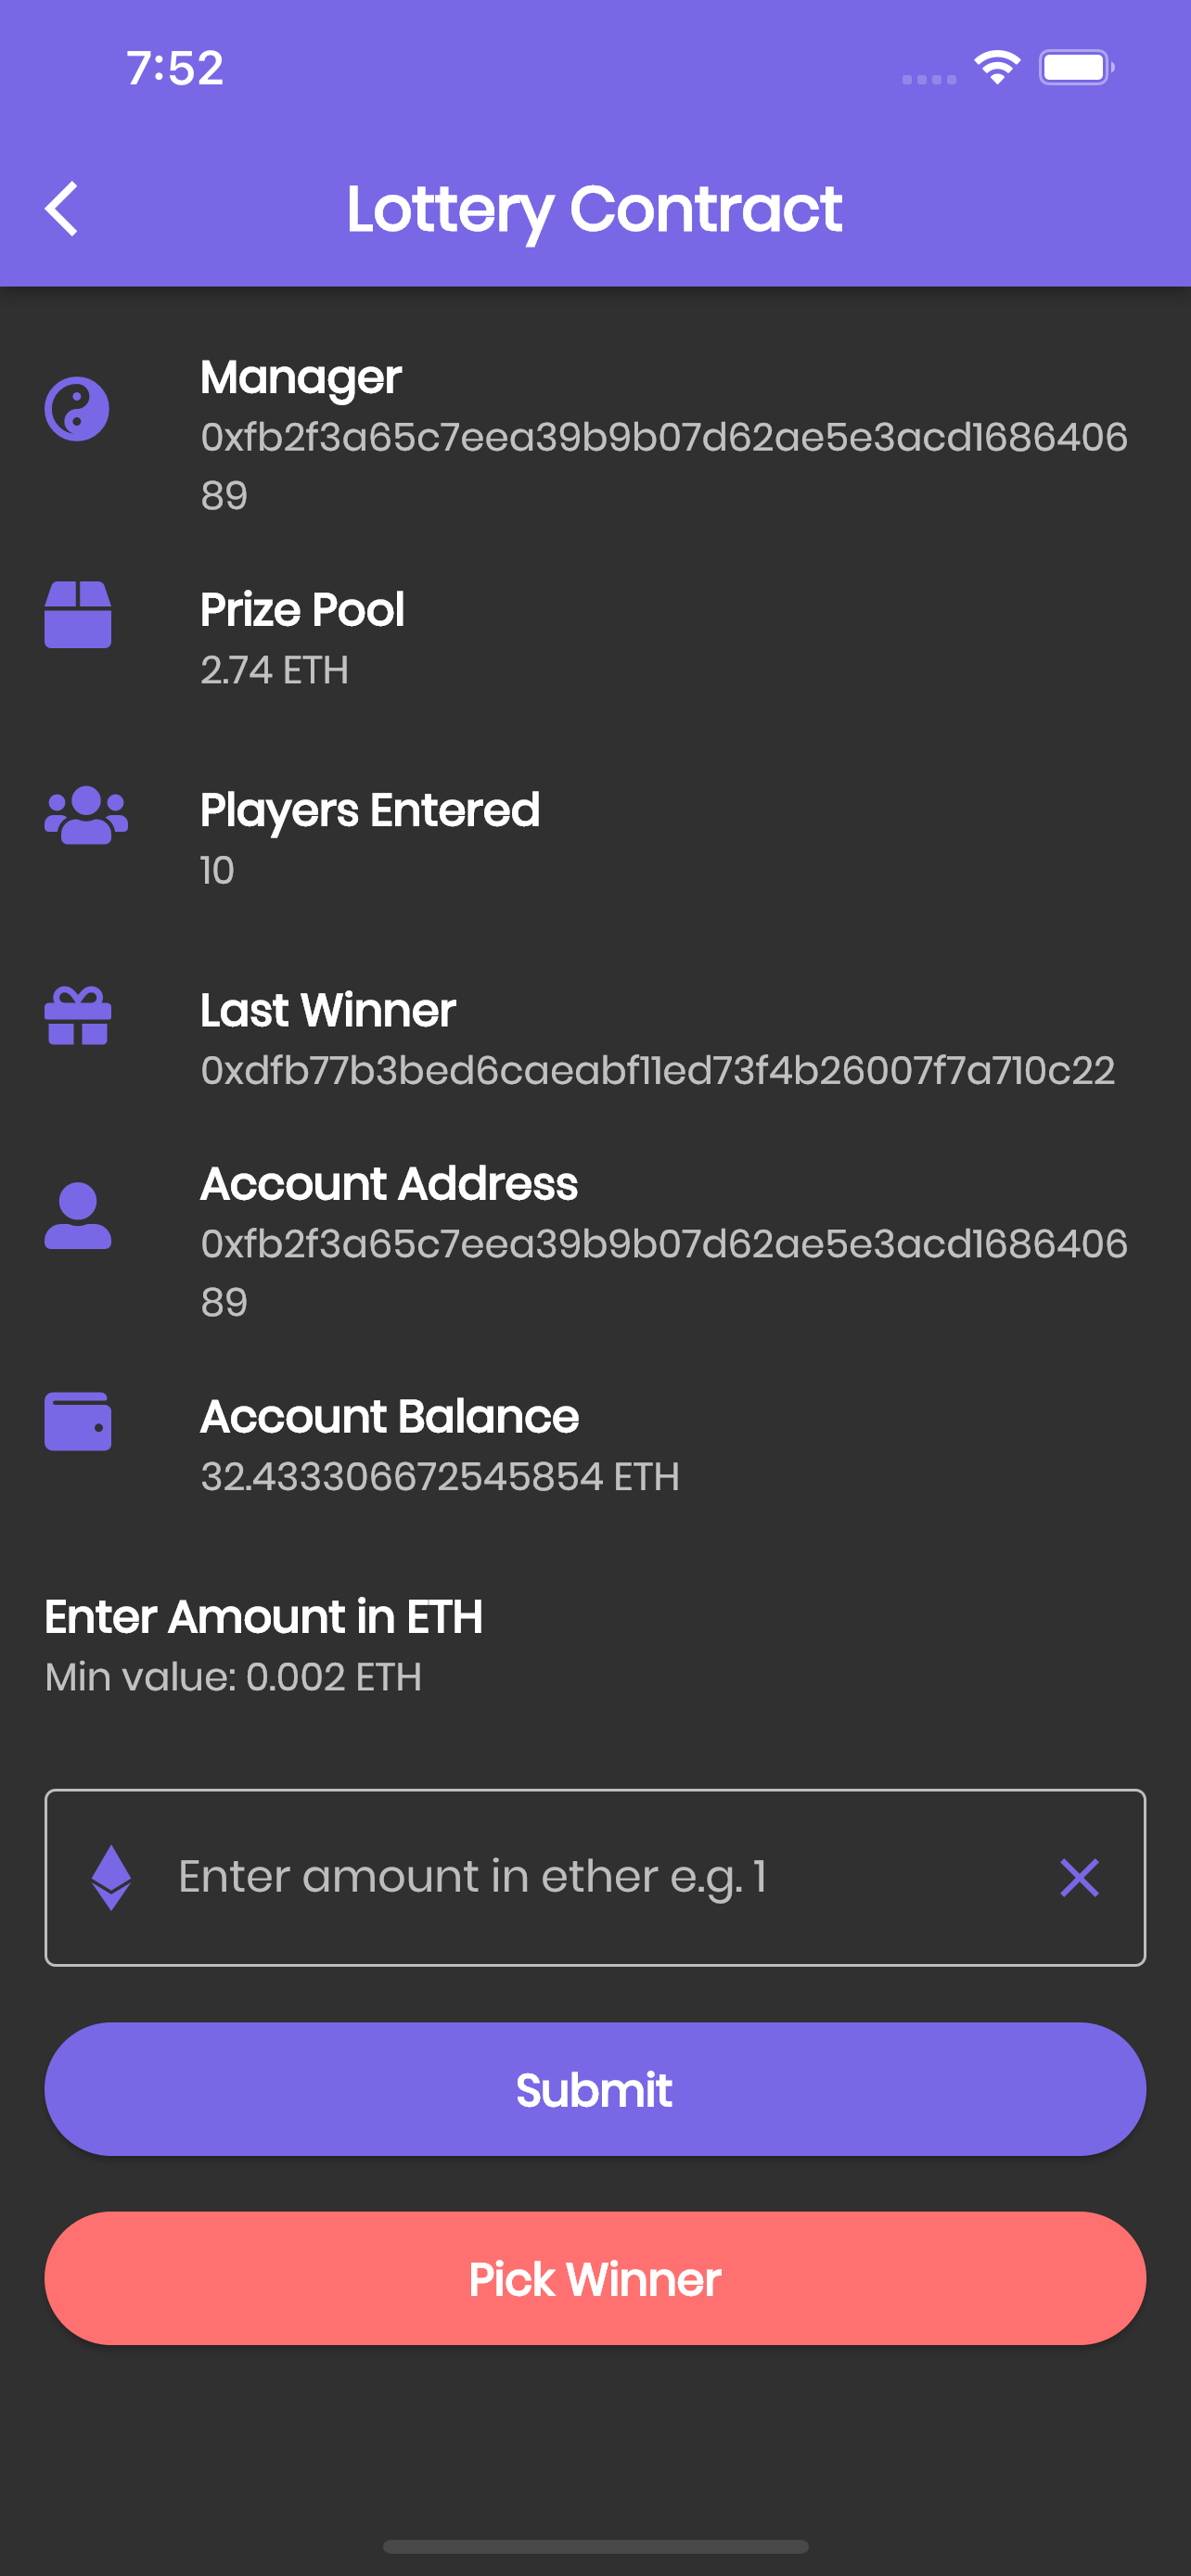 7:52
Lottery Contract
Manager
0xfb2f3a65c7eea39b9b07d62ae5e3acd1686406
89
Prize Pool
2.74 ETH
Players Entered
10
Last Winner
0xdfb77b3bed6caeabf11ed73f4b26007f7a710c22
Account Address
0xfb2f3a65c7eea39b9b07d62ae5e3acd1686406
89
Account Balance
32.433306672545854 ETH
Enter Amount in ETH
Min value: 0.002 ETH
Enter amount in ether e.g. 1
Submit
Pick Winner